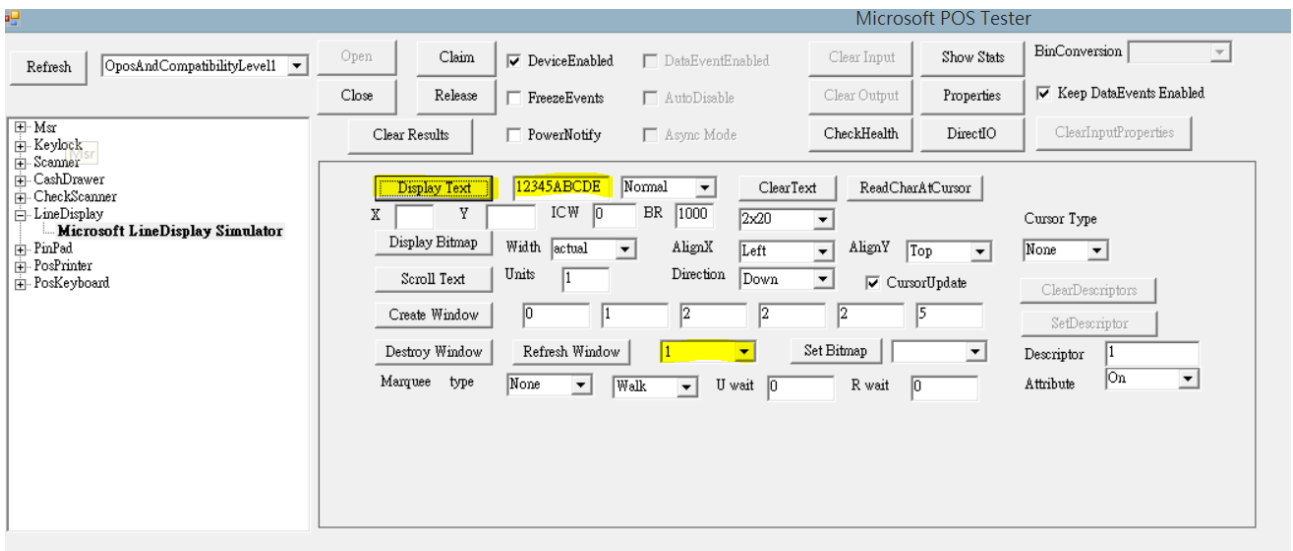 Microsoft POS Tester
Refresh OposAndCompatibilityLevel1 Open Claim DeviceEnabled DataEventEnabled Clear Input Show Stats BinConversion
Close Release FreezeEvents AutoDisable Clear Output Properties Keep DataEvents Enabled
Clear Results PowerNotify Async Mode CheckHealth DirectIO ClearInputProperties
Msr
Keylock
Msr
Scanner
CashDrawer
CheckScanner
LineDisplay
Microsoft LineDisplay Simulator
PinPad
PosPrinter
PosKeyboard
Display Text 12345ABCDE Normal ClearText ReadCharAtCursor
X Y ICW 0 BR 1000 2x20 Cursor Type
Display Bitmap Width actual AlignX Left AlignY Top None
Scroll Text Units 1 Direction Down CursorUpdate ClearDescriptors
Create Window 0 1 2 2 2 5 SetDescriptor
Destroy Window Refresh Window 1 Set Bitmap Descriptor 1
Marquee type None Walk U wait 0 R wait 0 Attribute On